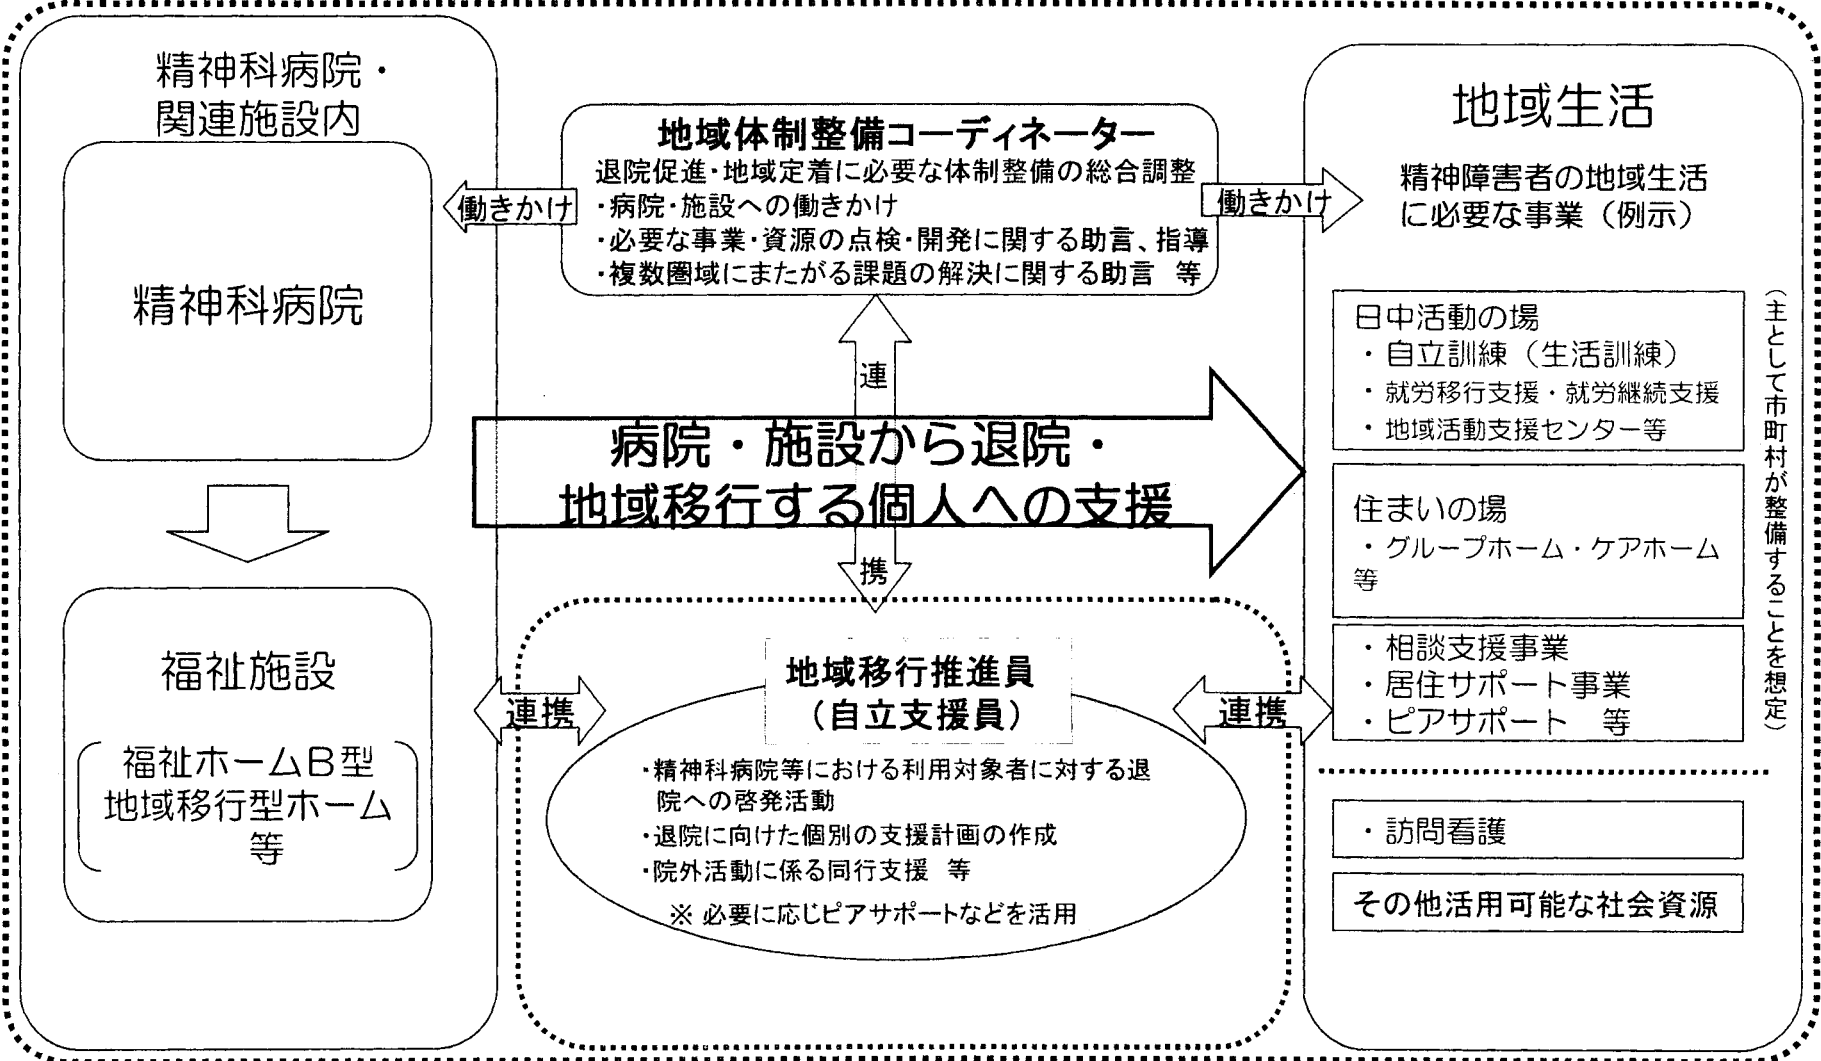 精神科病院・
関連施設内
精神科病院
福祉施設
福祉ホームＢ型
地域移行型ホーム
等
地域体制整備コーディネーター
退院促進・地域定着に必要な体制整備の総合調整
・病院・施設への働きかけ
・必要な事業・資源の点検・開発に関する助言、指導
・複数圏域にまたがる課題の解決に関する助言　等
働きかけ
働きかけ
連
病院・施設から退院・
地域移行する個人への支援
携
地域移行推進員
（自立支援員）
連携
連携
・精神科病院等における利用対象者に対する退
院への啓発活動
・退院に向けた個別の支援計画の作成
・院外活動に係る同行支援　等
※ 必要に応じピアサポートなどを活用
地域生活
精神障害者の地域生活
に必要な事業（例示）
日中活動の場
・自立訓練（生活訓練）
・就労移行支援・就労継続支援
・地域活動支援センター等
住まいの場
・グループホーム・ケアホーム
等
・相談支援事業
・居住サポート事業
・ピアサポート　等
（主として市町村が整備することを想定）
・訪問看護
その他活用可能な社会資源